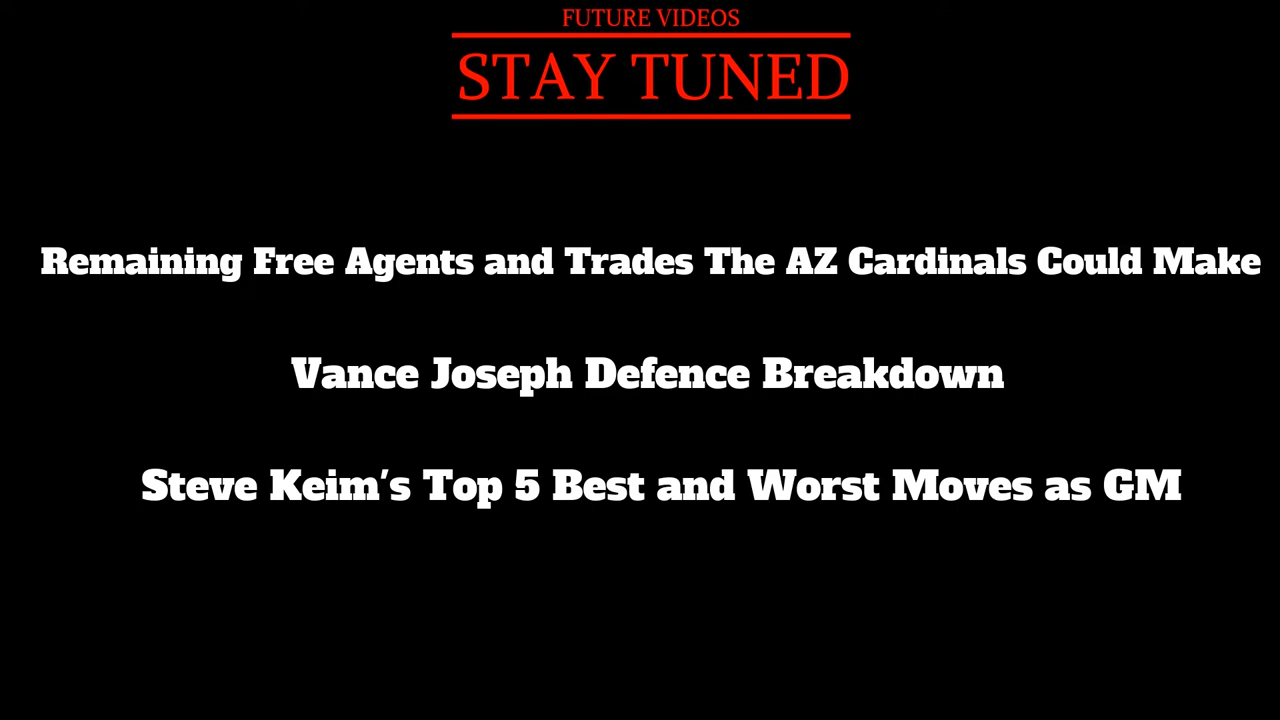 FUTURE VIDEOS
STAY TUNED
Remaining Free Agents and Trades The AZ Cardinals Could Make
Vance Joseph Defence Breakdown
Steve Keim's Top 5 Best and Worst Moves as GM